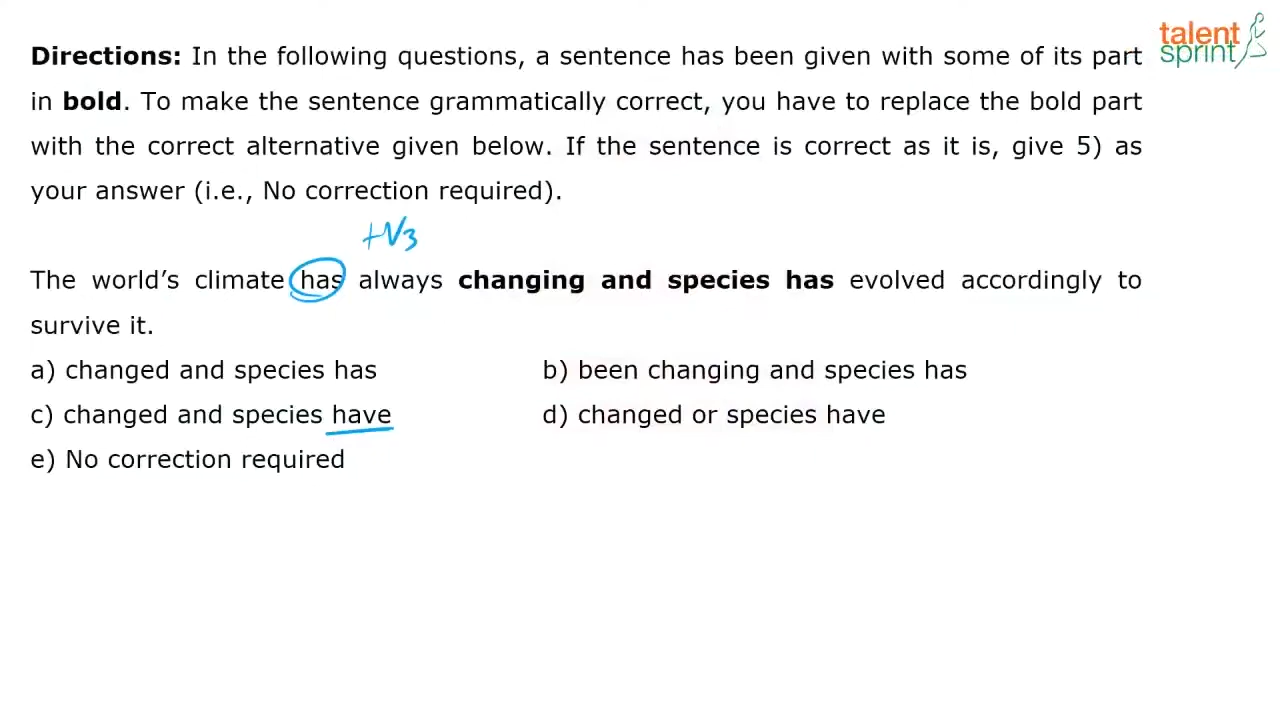 talent
sprint
Directions: In the following questions, a sentence has been given with some of its part
in bold. To make the sentence grammatically correct, you have to replace the bold part
with the correct alternative given below. If the sentence is correct as it is, give 5) as
your answer (i.e., No correction required).
+V3
The world's climate has always changing and species has evolved accordingly to
survive it.
a) changed and species has
b) been changing and species has
c) changed and species have
d) changed or species have
e) No correction required